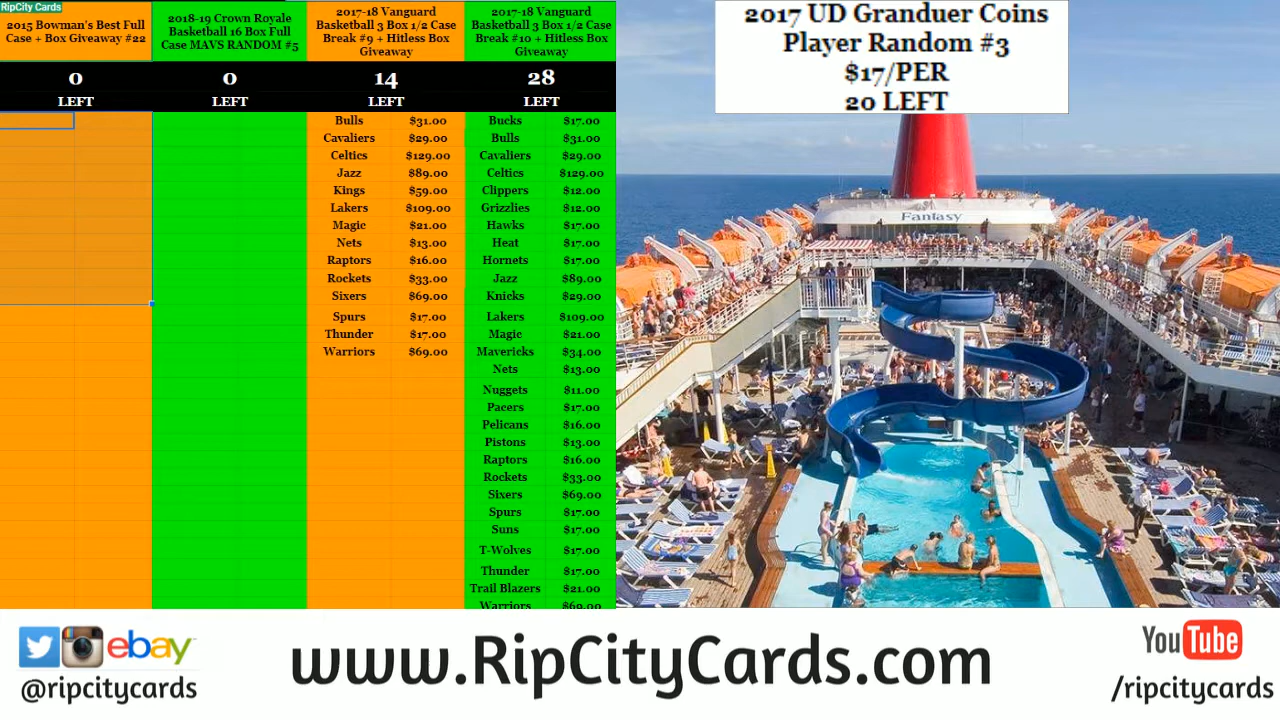 RipCity Cards
2015 Bowman's Best Full
Case + Box Giveaway #22
0
LEFT
2018-19 Crown Royale
Basketball 16 Box Full
Case MAVS RANDOM #5
0
LEFT
2017-18 Vanguard
Basketball 3 Box 1/2 Case
Break #9 + Hitless Box
Giveaway
14
LEFT
Bulls $31.00
Cavaliers $29.00
Celtics $129.00
Jazz $89.00
Kings $59.00
Lakers $109.00
Magic $21.00
Nets $13.00
Raptors $16.00
Rockets $33.00
Sixers $69.00
Spurs $17.00
Thunder $17.00
Warriors $69.00
2017-18 Vanguard
Basketball 3 Box 1/2 Case
Break #10 + Hitless Box
Giveaway
28
LEFT
Bucks $17.00
Bulls $31.00
Cavaliers $29.00
Celtics $129.00
Clippers $12.00
Grizzlies $12.00
Hawks $17.00
Heat $17.00
Hornets $17.00
Jazz $89.00
Knicks $29.00
Lakers $109.00
Magic $21.00
Mavericks $34.00
Nets $13.00
Nuggets $11.00
Pacers $17.00
Pelicans $16.00
Pistons $13.00
Raptors $16.00
Rockets $33.00
Sixers $69.00
Spurs $17.00
Suns $17.00
T-Wolves $17.00
Thunder $17.00
Trail Blazers $21.00
Warriors $69.00
2017 UD Granduer Coins
Player Random #3
$17/PER
20 LEFT
Fantasy
ebay
@ripcitycards
www.RipCityCards.com
YouTube
/ripcitycards